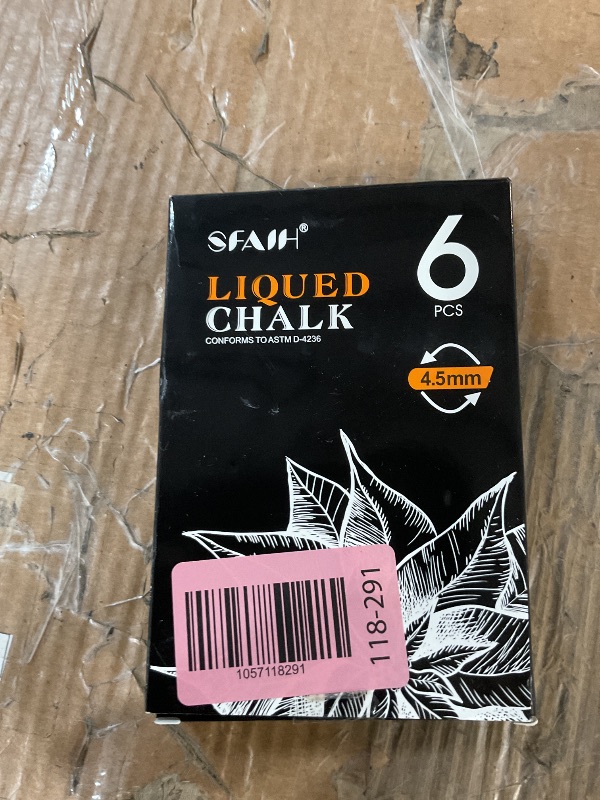 SFAIH®
6
PCS
LIQUED
CHALK
CONFORMS TO ASTM D-4236
4.5mm
1057118291
118-291